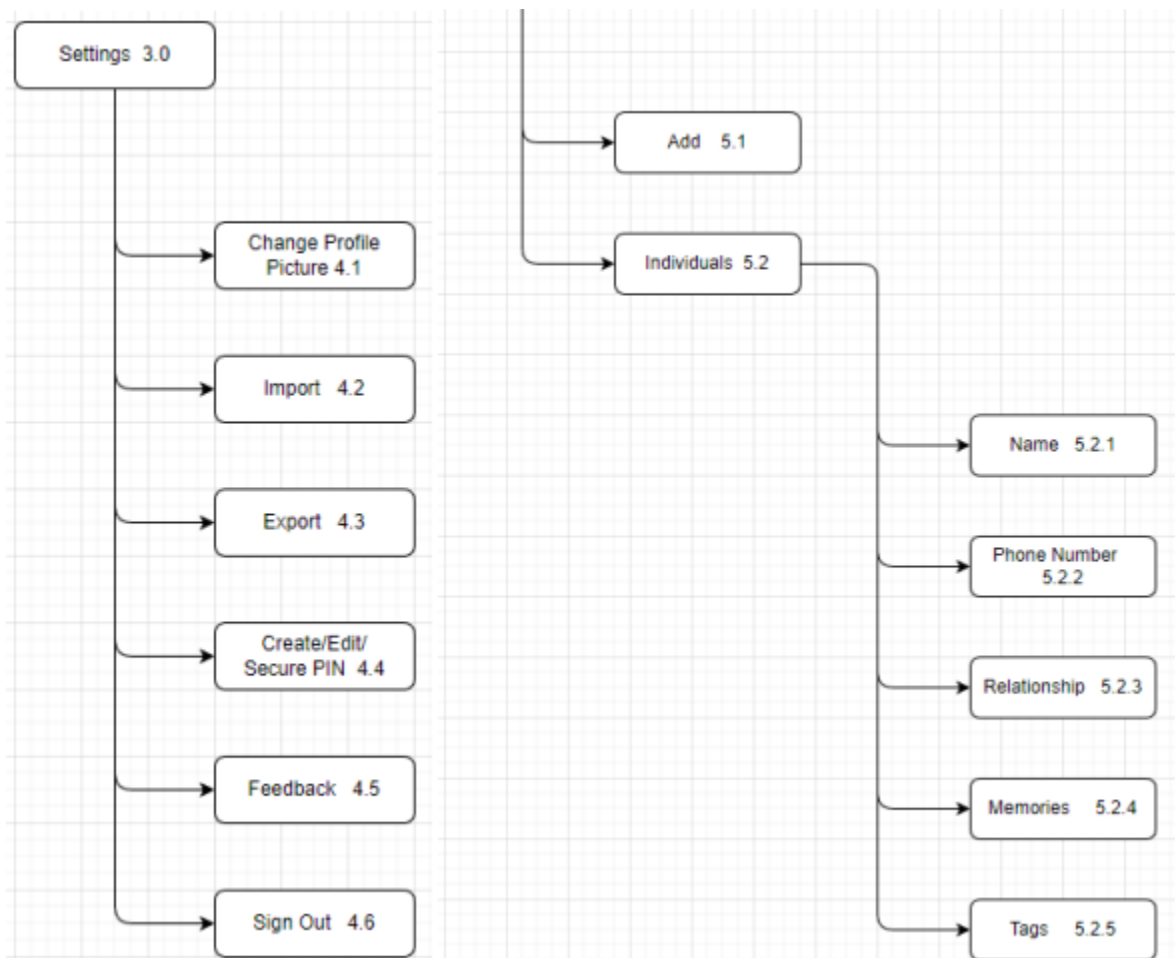 Settings 3.0
Change Profile
Picture 4.1
Import 4.2
Export 4.3
Create/Edit/
Secure PIN 4.4
Feedback 4.5
Sign Out 4.6
Add 5.1
Individuals 5.2
Name 5.2.1
Phone Number
5.2.2
Relationship 5.2.3
Memories 5.2.4
Tags 5.2.5